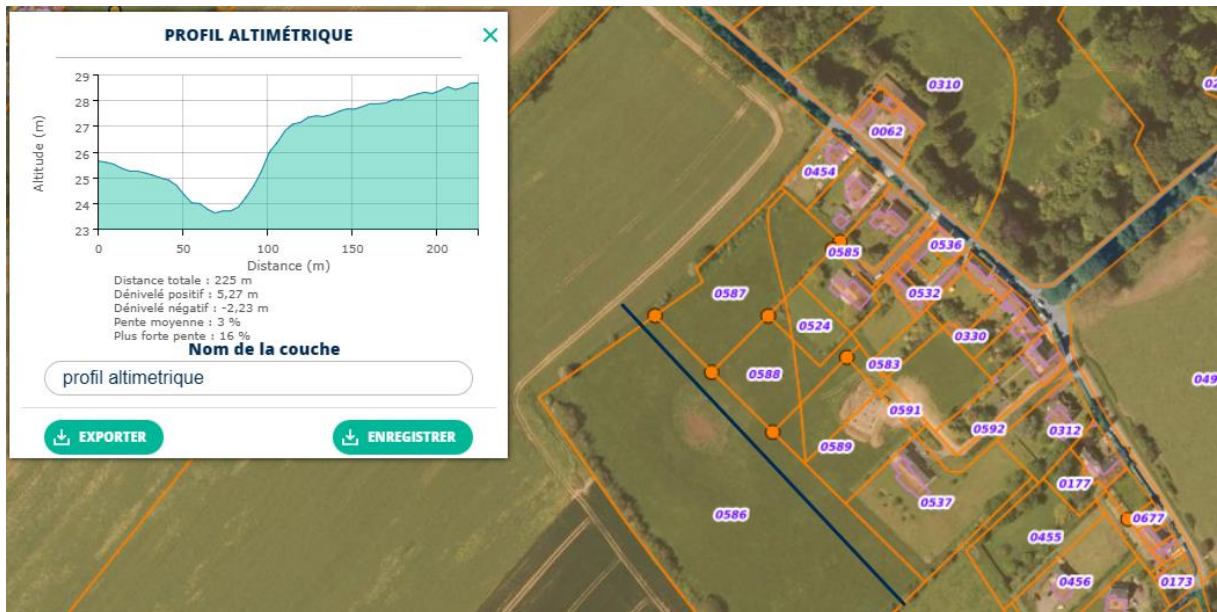 PROFIL ALTIMÉTRIQUE
29
28
27
26
25
24
23
Altitude (m)
0
50
100
150
200
Distance (m)
Distance totale : 225 m
Dénivelé positif : 5,27 m
Dénivelé négatif : -2,23 m
Pente moyenne : 3 %
Plus forte pente : 16 %
Nom de la couche
profil altimetrique
EXPORTER
ENREGISTRER
0310
0062
0454
0536
0585
0587
0532
0524
0330
0583
0588
0591
0592
0312
0589
0177
0537
0586
0677
0455
0456
0173